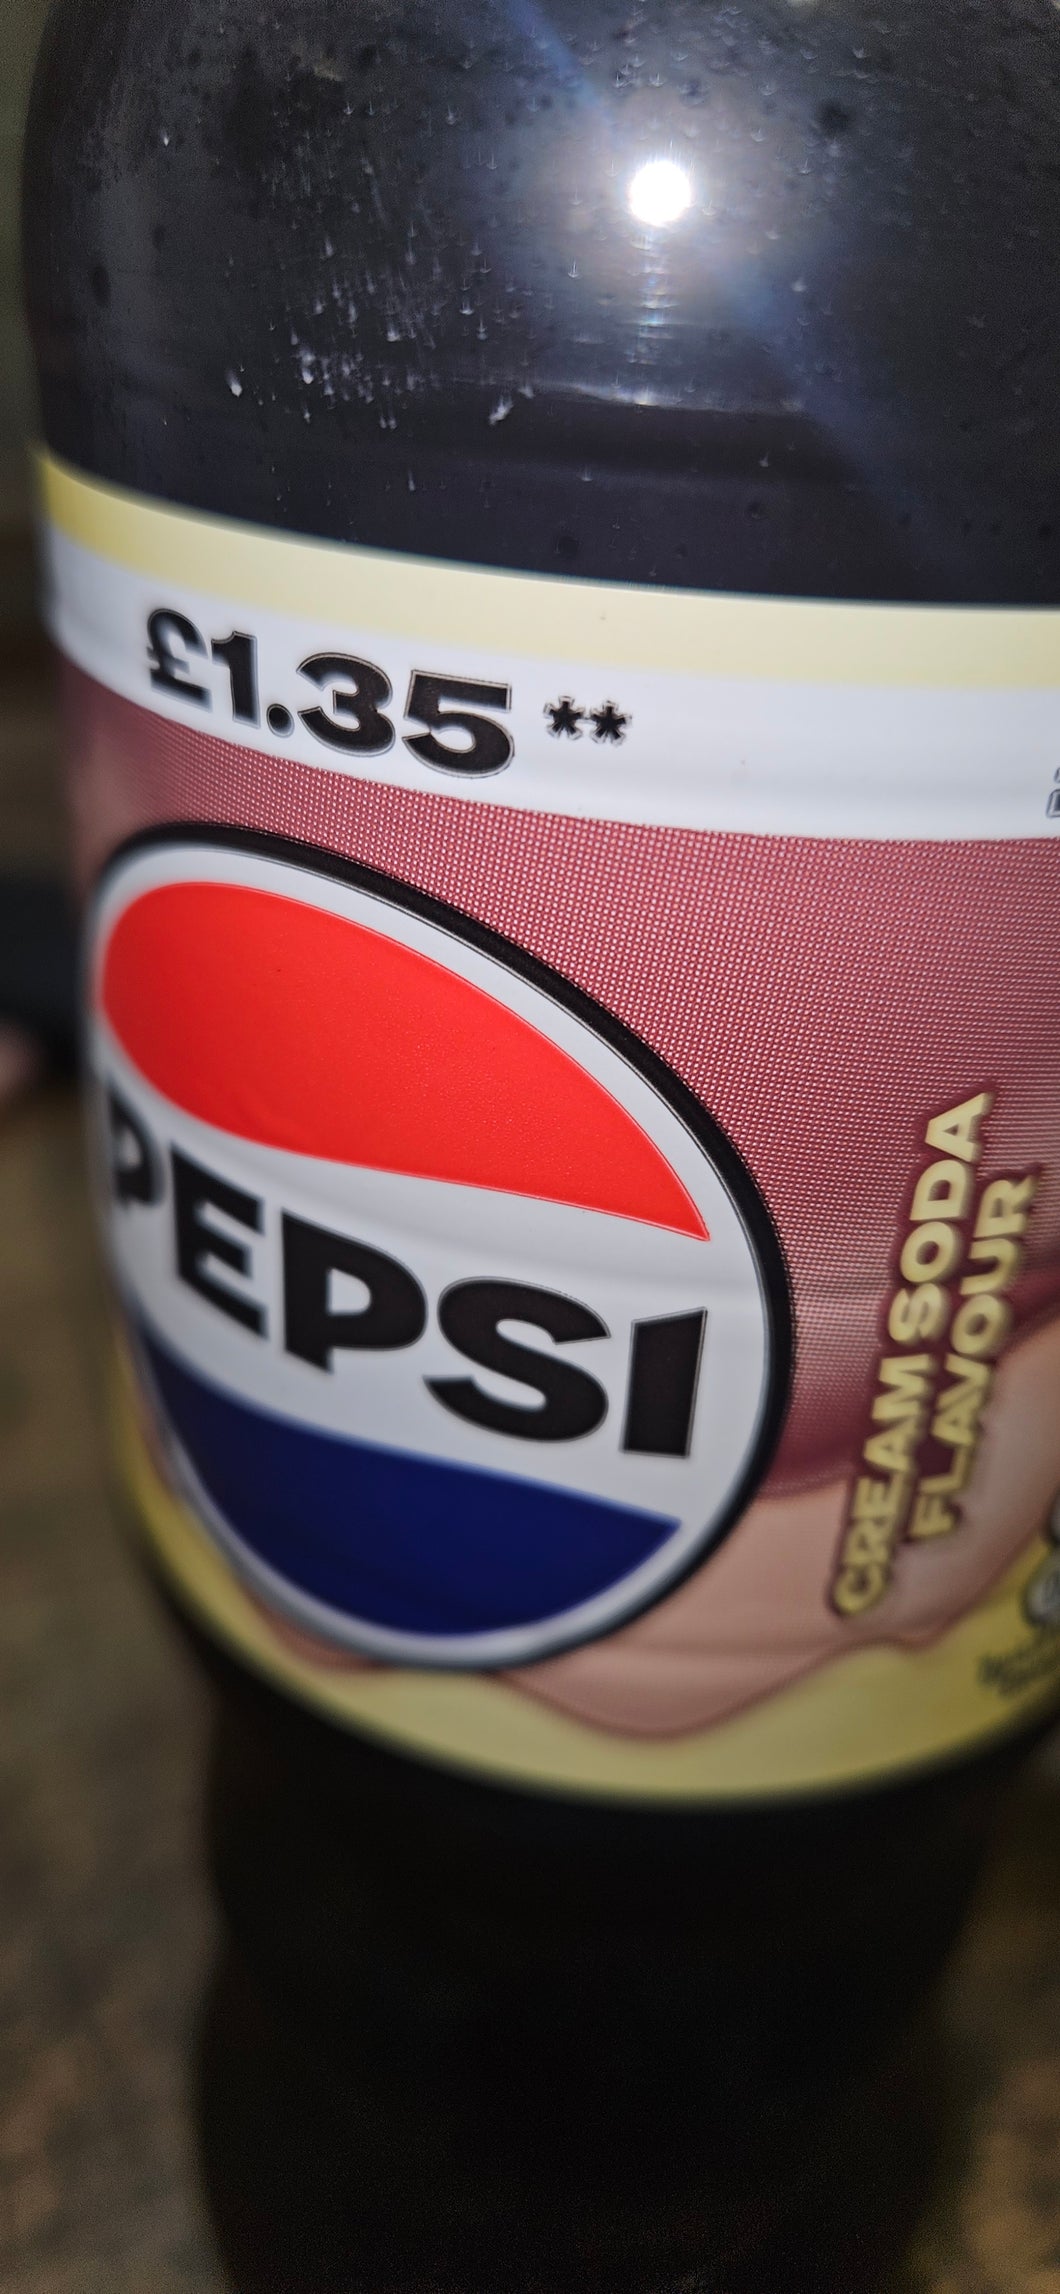 £1.35**
PEPSI
CREAM SODA
FLAVOUR